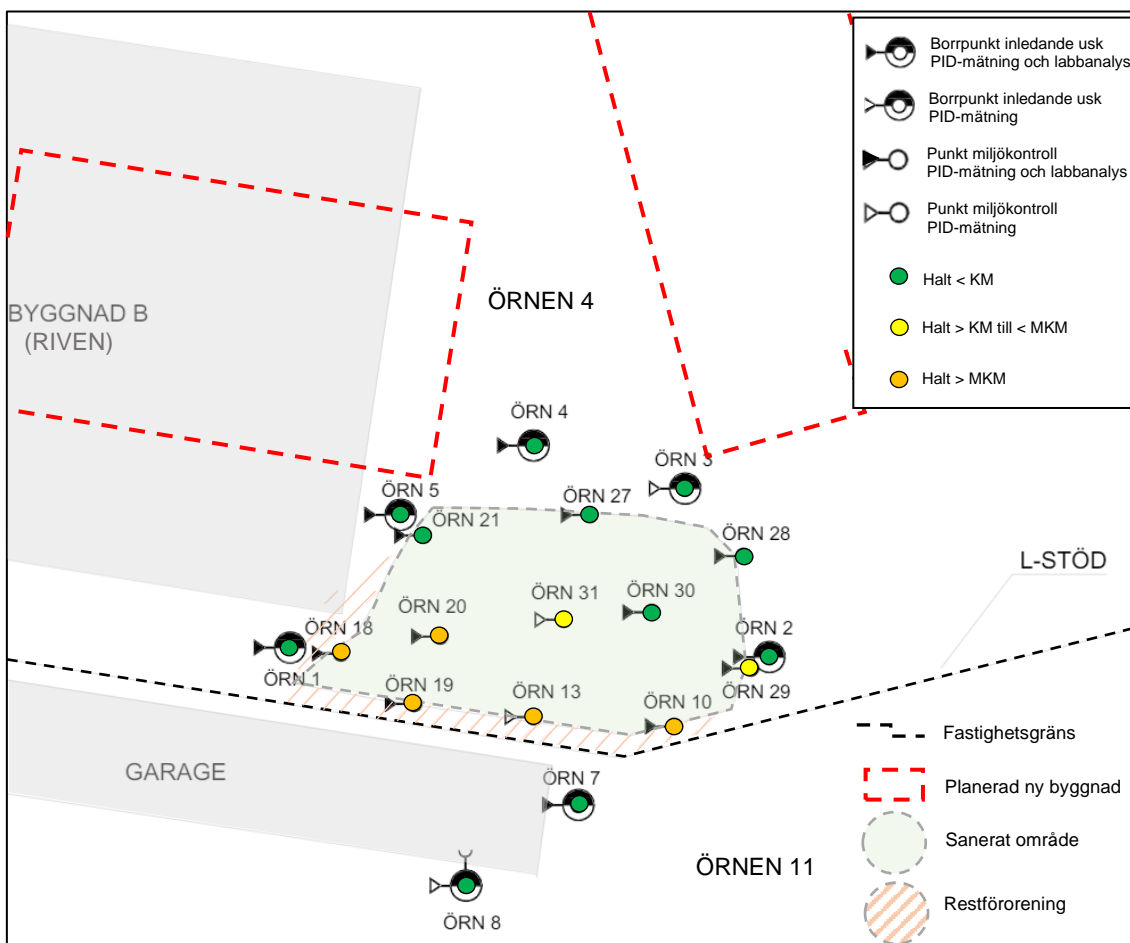 Borrpunkt inledande usk
PID-mätning och labbanalys
Borrpunkt inledande usk
PID-mätning
Punkt miljökontroll
PID-mätning och labbanalys
Punkt miljökontroll
PID-mätning
Halt < KM
Halt > KM till < MKM
Halt > MKM
BYGGNAD B
(RIVEN)
ÖRNEN 4
ÖRN 4
ÖRN 3
ÖRN 5
ÖRN 27
ÖRN 21
ÖRN 28
L-STÖD
ÖRN 31
ÖRN 30
ÖRN 20
ÖRN 18
ÖRN 2
ÖRN 1
ÖRN 29
ÖRN 19
ÖRN 13
ÖRN 10
GARAGE
ÖRN 7
ÖRNEN 11
ÖRN 8
Fastighetsgräns
Planerad ny byggnad
Sanerat område
Restförorening